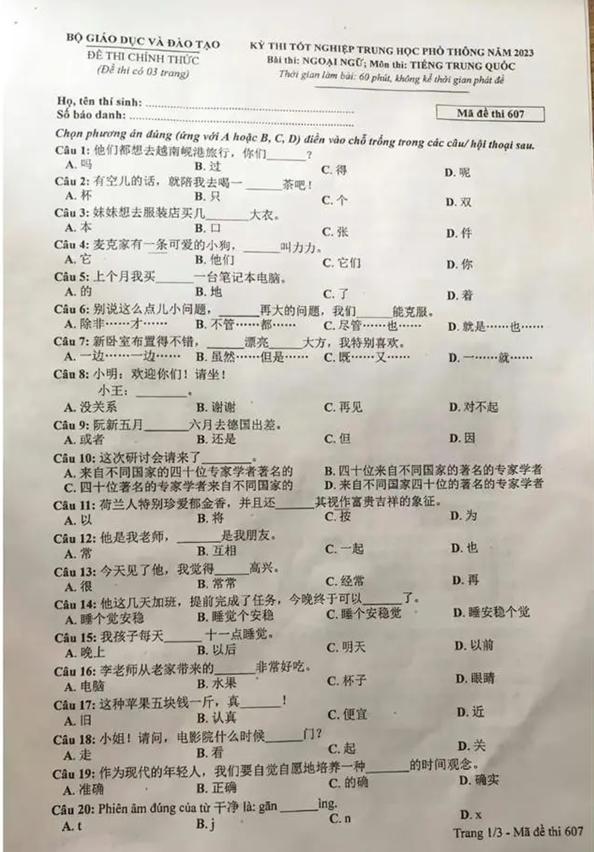 BỘ GIÁO DỤC VÀ ĐÀO TẠO
ĐỀ THI CHÍNH THỨC
(Đề thi có 03 trang)
KỲ THI TỐT NGHIỆP TRUNG HỌC PHỔ THÔNG NĂM 2023
Bài thi: NGOẠI NGỮ; Môn thi: TIẾNG TRUNG QUỐC
Thời gian làm bài: 60 phút, không kể thời gian phát đề
Họ, tên thí sinh: ................................................
Số báo danh: ................................................
Mã đề thi 607
Chọn phương án đúng (ứng với A hoặc B, C, D) điền vào chỗ trống trong các câu/ hội thoại sau.
Câu 1: 他们都想去越南岘港旅行，你们______？
A. 吗 B. 过 C. 得 D. 呢
Câu 2: 有空儿的话，就陪我去喝一______茶吧！
A. 杯 B. 只 C. 个 D. 双
Câu 3: 妹妹想去服装店买几______大衣。
A. 本 B. 口 C. 张 D. 件
Câu 4: 麦克家有一条可爱的小狗，______叫力力。
A. 它 B. 他们 C. 它们 D. 你
Câu 5: 上个月我买______一台笔记本电脑。
A. 的 B. 地 C. 了 D. 着
Câu 6: 别说这么点儿小问题，______再大的问题，我们______能克服。
A. 除非……才…… B. 不管……都…… C. 尽管……也…… D. 就是……也……
Câu 7: 新卧室布置得不错，______漂亮______大方，我特别喜欢。
A. 一边……一边…… B. 虽然……但是…… C. 既……又…… D. 一……就……
Câu 8: 小明：欢迎你们！请坐！
小王：______。
A. 没关系 B. 谢谢 C. 再见 D. 对不起
Câu 9: 阮新五月______六月去德国出差。
A. 或者 B. 还是 C. 但 D. 因
Câu 10: 这次研讨会请来了______。
A. 来自不同国家的四十位专家学者著名的 B. 四十位来自不同国家的著名的专家学者
C. 四十位著名的专家学者来自不同国家的 D. 来自不同国家四十位的著名的专家学者
Câu 11: 荷兰人特别珍爱郁金香，并且还______其视作富贵吉祥的象征。
A. 以 B. 将 C. 按 D. 为
Câu 12: 他是我老师，______是我朋友。
A. 常 B. 互相 C. 一起 D. 也
Câu 13: 今天见了他，我觉得______高兴。
A. 很 B. 常常 C. 经常 D. 再
Câu 14: 他这几天加班，提前完成了任务，今晚终于可以______了。
A. 睡个觉安稳 B. 睡觉个安稳 C. 睡个安稳觉 D. 睡安稳个觉
Câu 15: 我孩子每天______十一点睡觉。
A. 晚上 B. 以后 C. 明天 D. 以前
Câu 16: 李老师从老家带来的______非常好吃。
A. 电脑 B. 水果 C. 杯子 D. 眼睛
Câu 17: 这种苹果五块钱一斤，真______！
A. 旧 B. 认真 C. 便宜 D. 近
Câu 18: 小姐！请问，电影院什么时候______门？
A. 走 B. 看 C. 起 D. 关
Câu 19: 作为现代的年轻人，我们要自觉自愿地培养一种______的时间观念。
A. 准确 B. 正确 C. 的确 D. 确实
Câu 20: Phiên âm đúng của từ 干净 là: gān ______ìng.
A. t B. j C. n D. x
Trang 1/3 - Mã đề thi 607